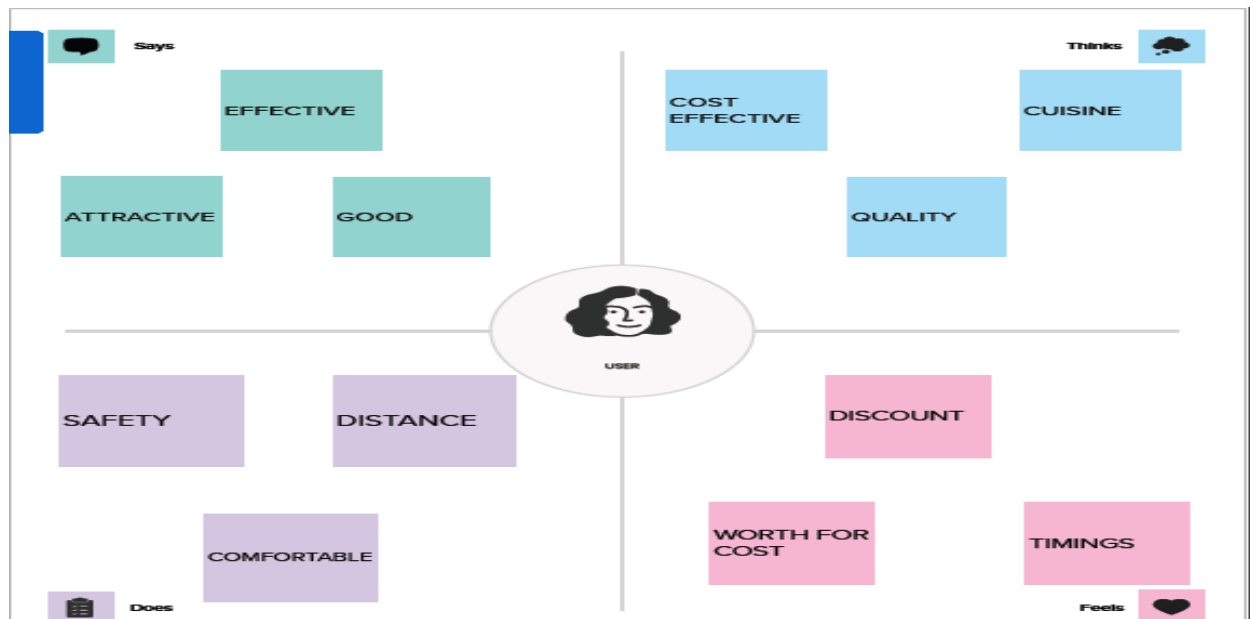 Says
EFFECTIVE
ATTRACTIVE
GOOD
Thinks
COST
EFFECTIVE
CUISINE
QUALITY
USER
SAFETY
DISTANCE
COMFORTABLE
Does
DISCOUNT
WORTH FOR
COST
TIMINGS
Feels